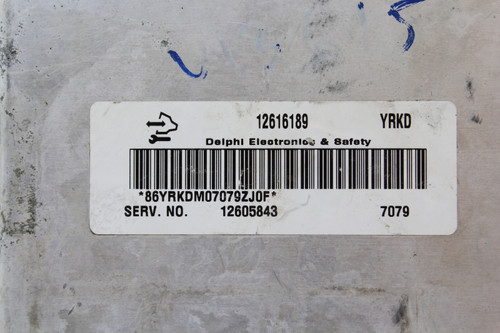 12616189 YRKD
Delphi Electronics & Safety
*86YRKDM07079ZJ0F*
SERV. NO. 12605843 7079